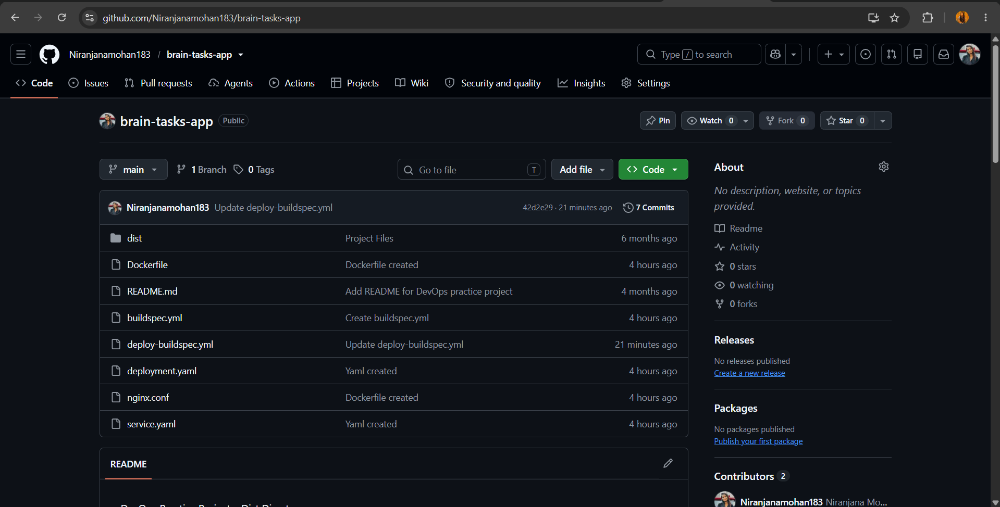 github.com/Niranjanamohan183/brain-tasks-app
Niranjanamohan183 / brain-tasks-app
Type / to search
Code Issues Pull requests Agents Actions Projects Wiki Security and quality Insights Settings
brain-tasks-app Public
Pin Watch 0 Fork 0 Star 0
main 1 Branch 0 Tags Go to file T Add file Code
Niranjanamohan183 Update deploy-buildspec.yml 42d2e29 · 21 minutes ago 7 Commits
dist Project Files 6 months ago
Dockerfile Dockerfile created 4 hours ago
README.md Add README for DevOps practice project 4 months ago
buildspec.yml Create buildspec.yml 4 hours ago
deploy-buildspec.yml Update deploy-buildspec.yml 21 minutes ago
deployment.yaml Yaml created 4 hours ago
nginx.conf Dockerfile created 4 hours ago
service.yaml Yaml created 4 hours ago
README
About
No description, website, or topics
provided.
Readme
Activity
0 stars
0 watching
0 forks
Releases
No releases published
Create a new release
Packages
No packages published
Publish your first package
Contributors 2
Niranjanamohan183 Niranjana Mo...